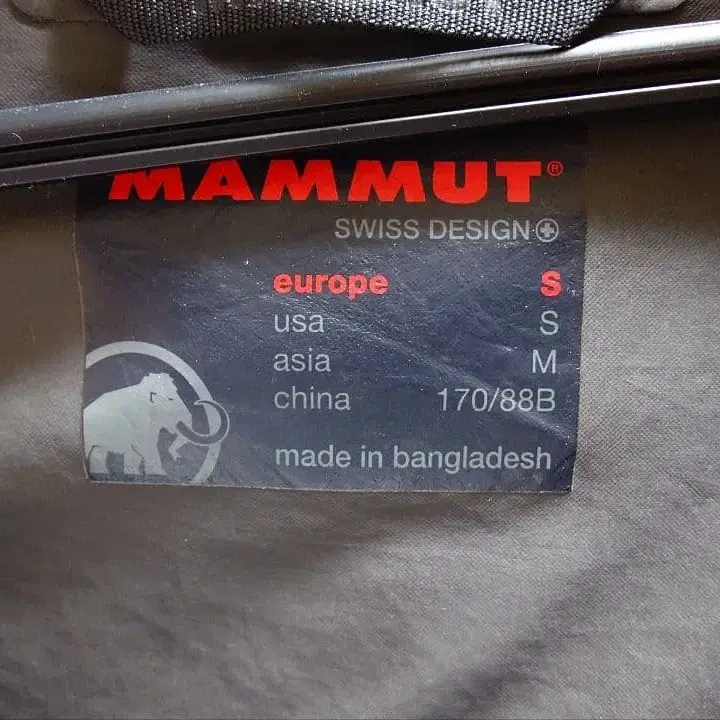 MAMMUT®
SWISS DESIGN
europe S
usa S
asia M
china 170/88B
made in bangladesh